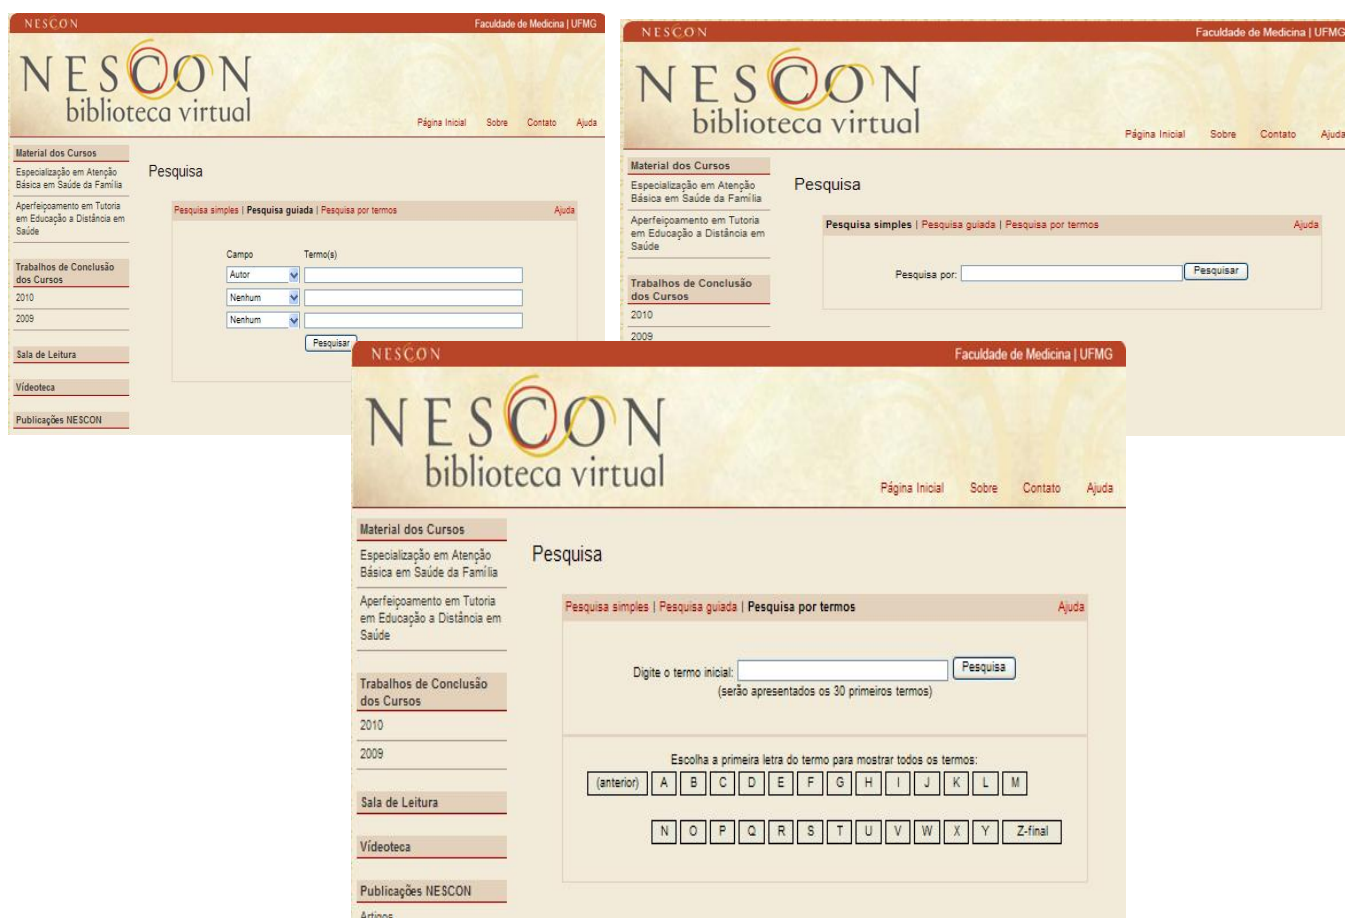 NESCON
Faculdade de Medicina | UFMG
NESCON
biblioteca virtual
Página Inicial Sobre Contato Ajuda
Material dos Cursos
Especialização em Atenção
Básica em Saúde da Família
Aperfeiçoamento em Tutoria
em Educação a Distância em
Saúde
Trabalhos de Conclusão
dos Cursos
2010
2009
Sala de Leitura
Vídeoteca
Publicações NESCON
Pesquisa
Pesquisa simples | Pesquisa guiada | Pesquisa por termos Ajuda
Campo Termo(s)
Autor
Nenhum
Nenhum
Pesquisar
NESCON
Faculdade de Medicina | UFMG
NESCON
biblioteca virtual
Página Inicial Sobre Contato Ajuda
Material dos Cursos
Especialização em Atenção
Básica em Saúde da Família
Aperfeiçoamento em Tutoria
em Educação a Distância em
Saúde
Trabalhos de Conclusão
dos Cursos
2010
2009
Pesquisa
Pesquisa simples | Pesquisa guiada | Pesquisa por termos Ajuda
Pesquisa por: Pesquisar
NESCON
Faculdade de Medicina | UFMG
NESCON
biblioteca virtual
Página Inicial Sobre Contato Ajuda
Material dos Cursos
Especialização em Atenção
Básica em Saúde da Família
Aperfeiçoamento em Tutoria
em Educação a Distância em
Saúde
Trabalhos de Conclusão
dos Cursos
2010
2009
Sala de Leitura
Vídeoteca
Publicações NESCON
Artigos
Pesquisa
Pesquisa simples | Pesquisa guiada | Pesquisa por termos Ajuda
Digite o termo inicial: Pesquisa
(serão apresentados os 30 primeiros termos)
Escolha a primeira letra do termo para mostrar todos os termos:
(anterior) A B C D E F G H I J K L M
N O P Q R S T U V W X Y Z-final